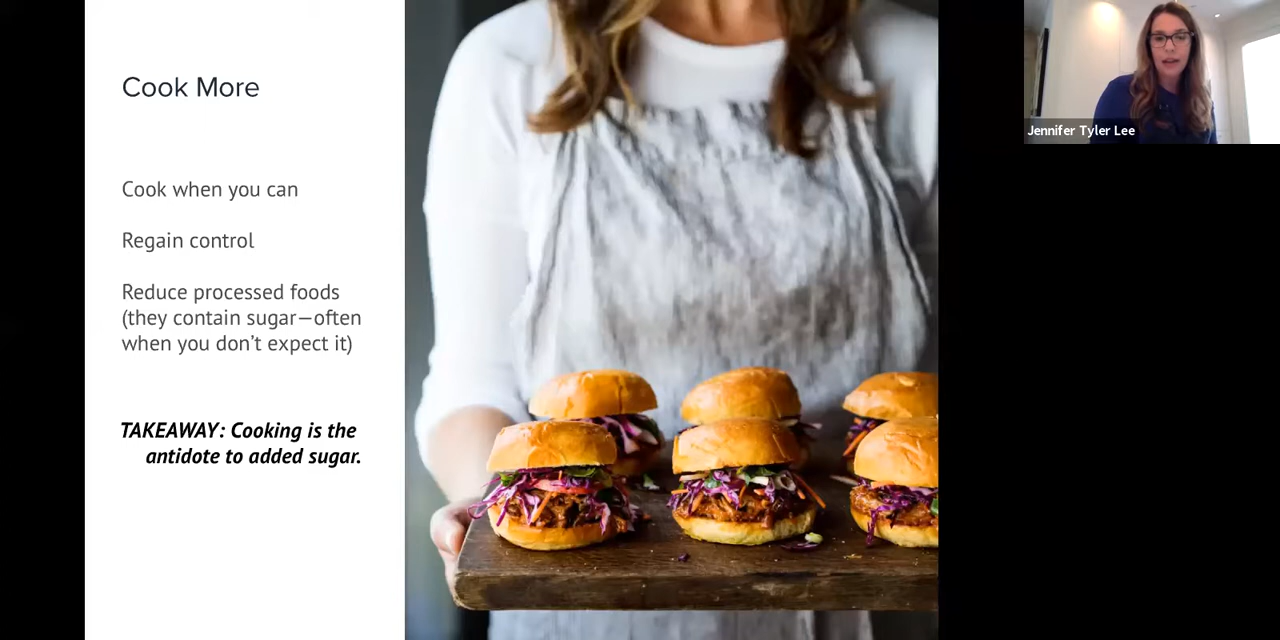 Cook More
Cook when you can
Regain control
Reduce processed foods
(they contain sugar—often
when you don't expect it)
TAKEAWAY: Cooking is the
antidote to added sugar.
Jennifer Tyler Lee